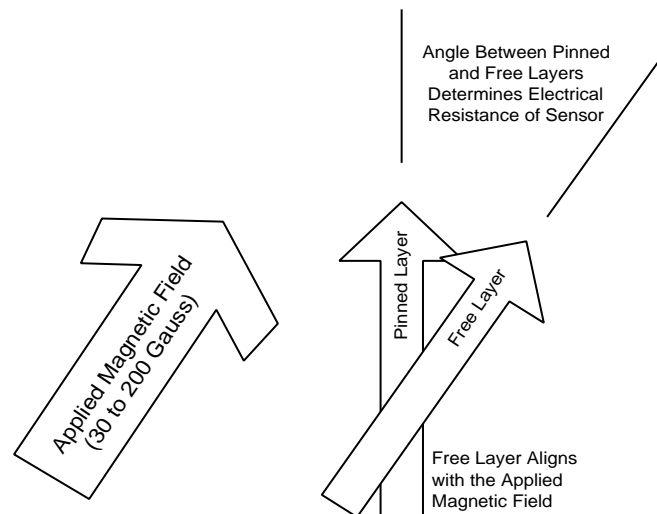 Angle Between Pinned
and Free Layers
Determines Electrical
Resistance of Sensor
Applied Magnetic Field
(30 to 200 Gauss)
Pinned Layer
Free Layer
Free Layer Aligns
with the Applied
Magnetic Field